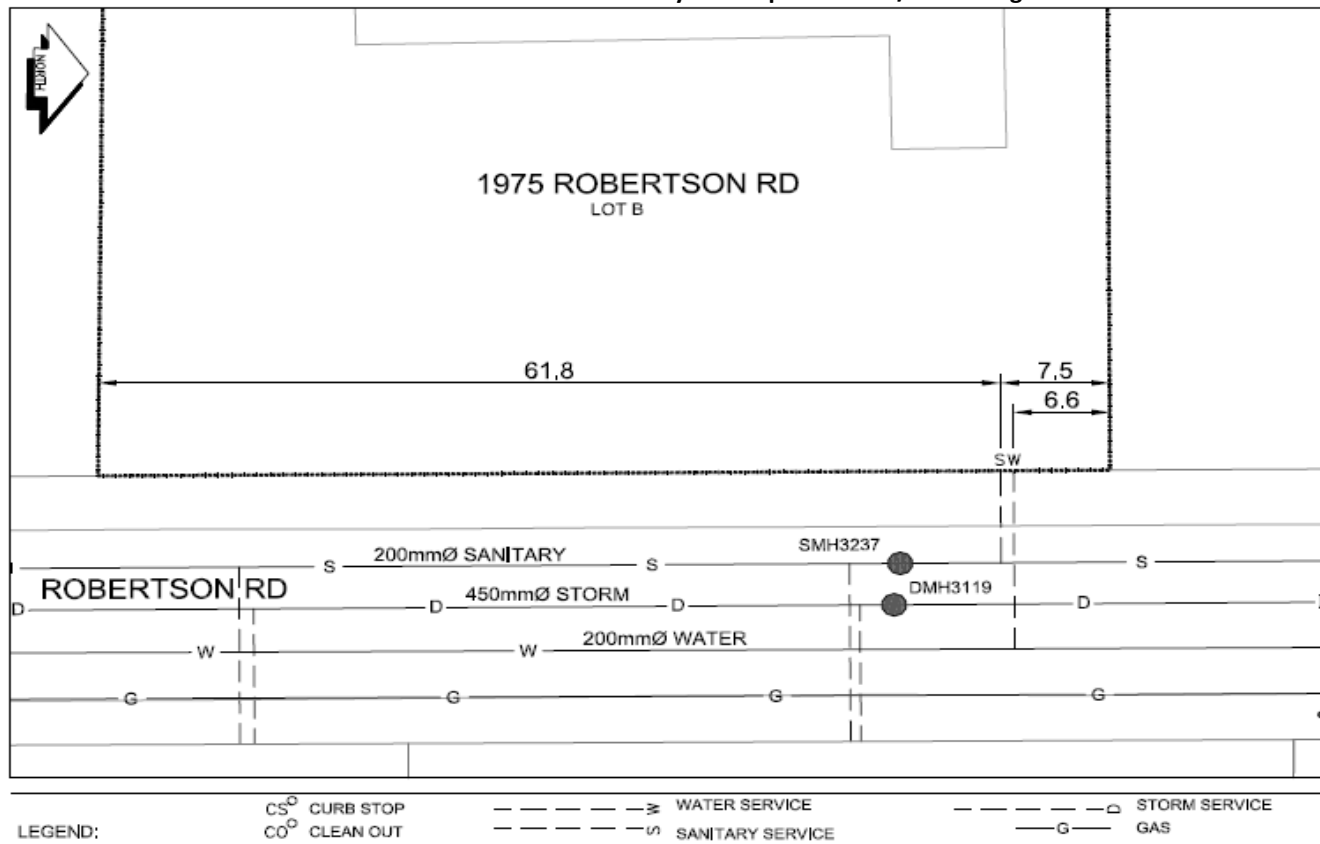 NORTH
1975 ROBERTSON RD
LOT B
61,8
7,5
6.6
S W
SMH3237
200mmØ SANITARY
S
S
S
ROBERTSON RD
DMH3119
450mmØ STORM
D
D
D
D
200mmØ WATER
W
W
G
G
G
G
LEGEND:
CS CURB STOP
CO CLEAN OUT
W WATER SERVICE
S SANITARY SERVICE
D STORM SERVICE
G GAS